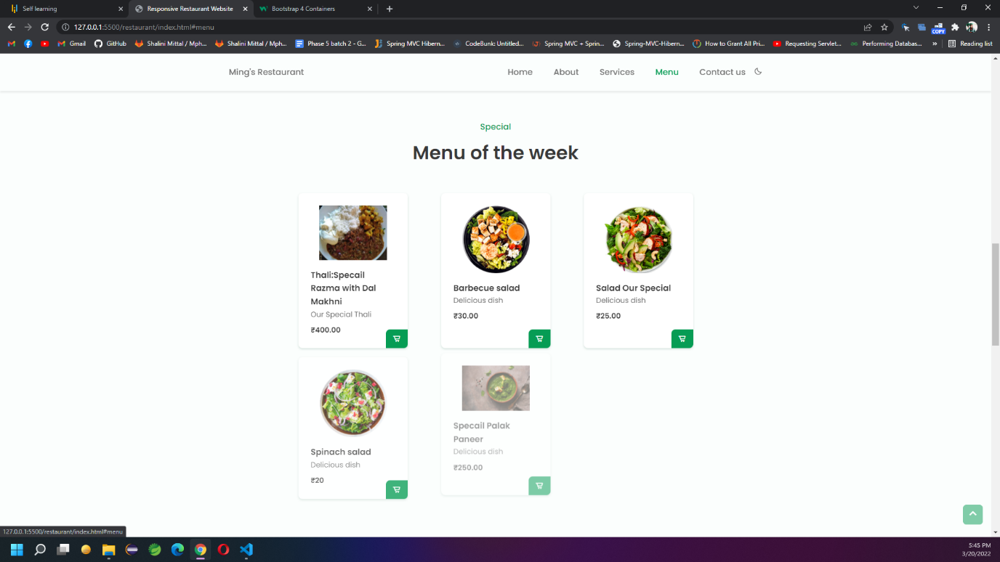 Self learning
Responsive Restaurant Website
Bootstrap 4 Containers
127.0.0.1:5500/restaurant/index.html#menu
COPY
Gmail
GitHub
Shalini Mittal / Mph...
Shalini Mittal / Mph...
Phase 5 batch 2 - G...
Spring MVC Hibern...
CodeBunk: Untitled...
Spring MVC + Sprin...
Spring-MVC-Hibern...
How to Grant All Pri...
Requesting Servlet...
Performing Databas...
»
Reading list
Ming's Restaurant
Home
About
Services
Menu
Contact us
Special
Menu of the week
Thali:Specail
Razma with Dal
Makhni
Our Special Thali
₹400.00
Barbecue salad
Delicious dish
₹30.00
Salad Our Special
Delicious dish
₹25.00
Spinach salad
Delicious dish
₹20
Specail Palak
Paneer
Delicious dish
₹250.00
127.0.0.1:5500/restaurant/index.html#menu
5:45 PM
3/20/2022